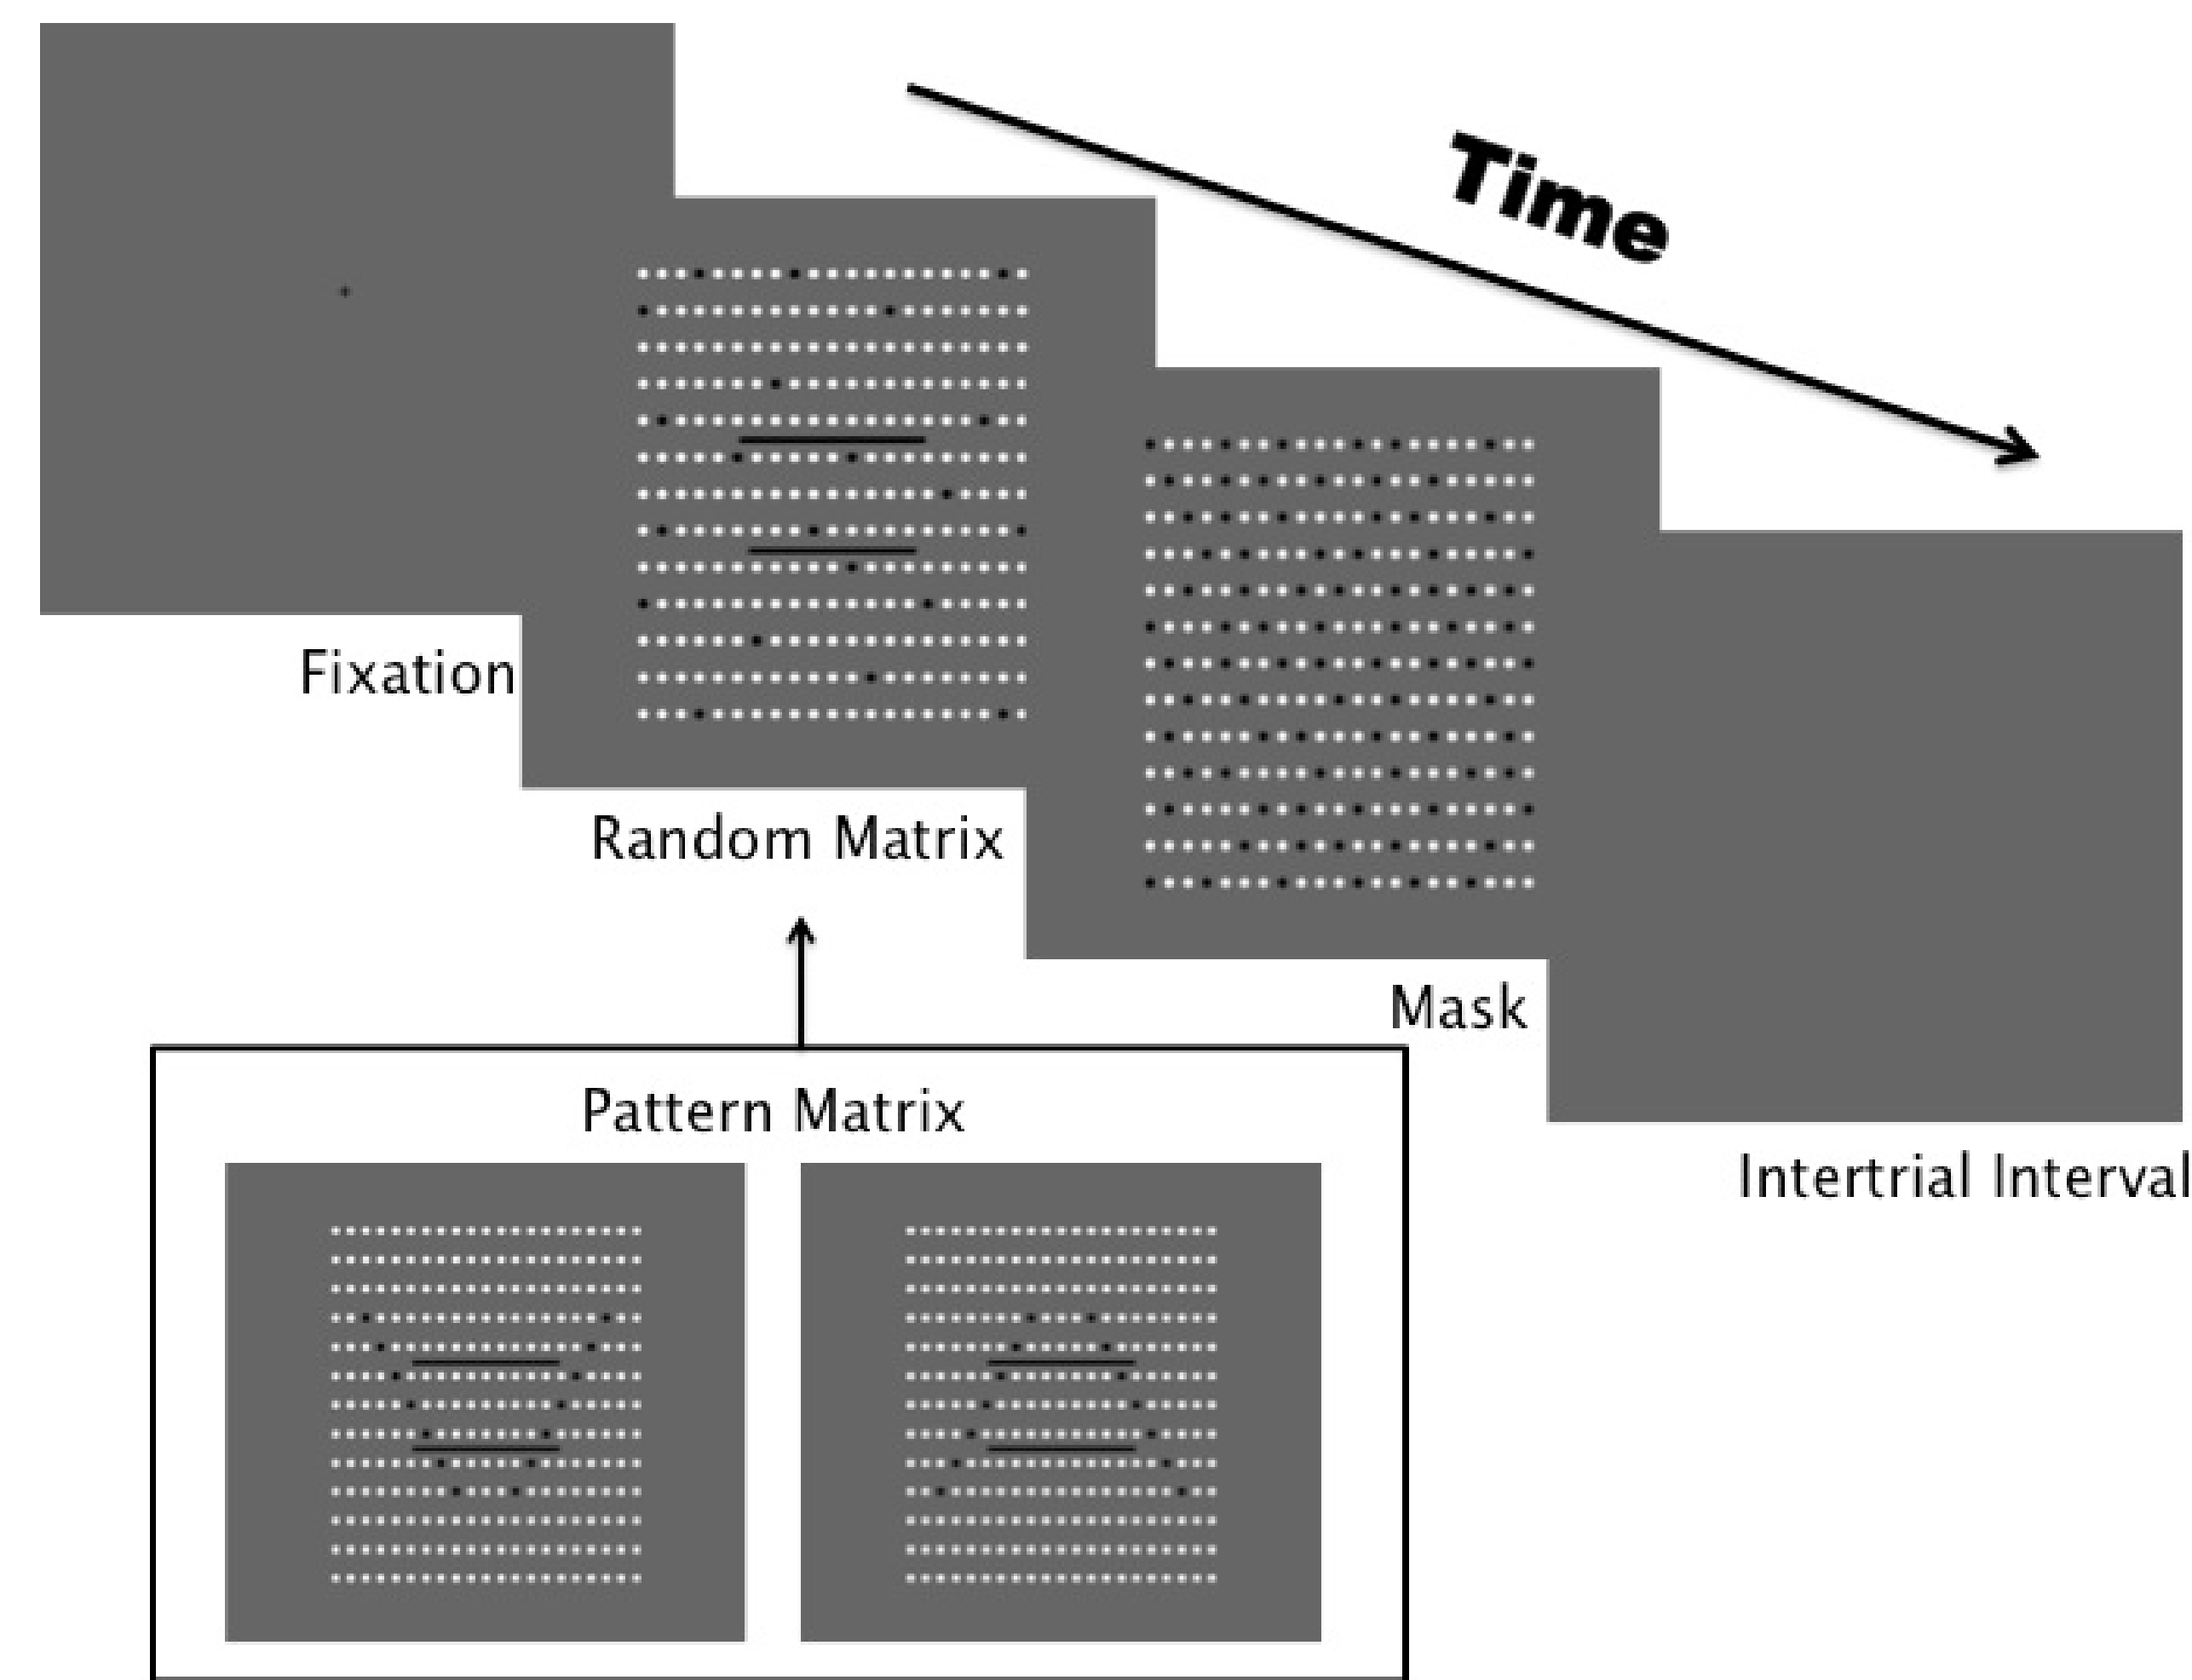 Time
Fixation
Random Matrix
Mask
Pattern Matrix
Intertrial Interval